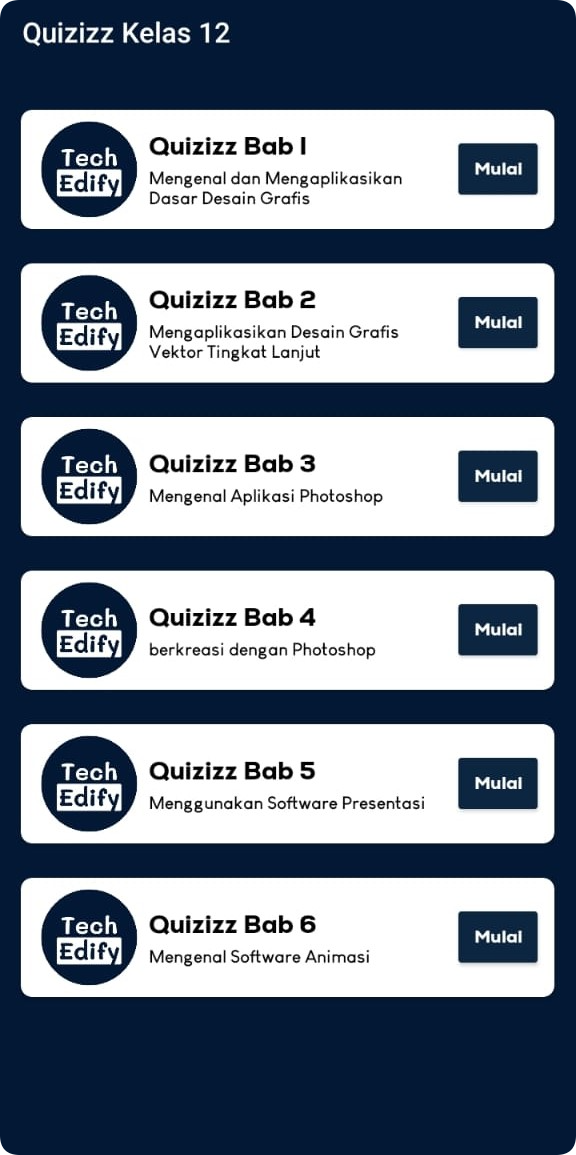 Quizizz Kelas 12
Tech
Edify
Quizizz Bab 1
Mengenal dan Mengaplikasikan
Dasar Desain Grafis
Mulai
Tech
Edify
Quizizz Bab 2
Mengaplikasikan Desain Grafis
Vektor Tingkat Lanjut
Mulai
Tech
Edify
Quizizz Bab 3
Mengenal Aplikasi Photoshop
Mulai
Tech
Edify
Quizizz Bab 4
berkreasi dengan Photoshop
Mulai
Tech
Edify
Quizizz Bab 5
Menggunakan Software Presentasi
Mulai
Tech
Edify
Quizizz Bab 6
Mengenal Software Animasi
Mulai